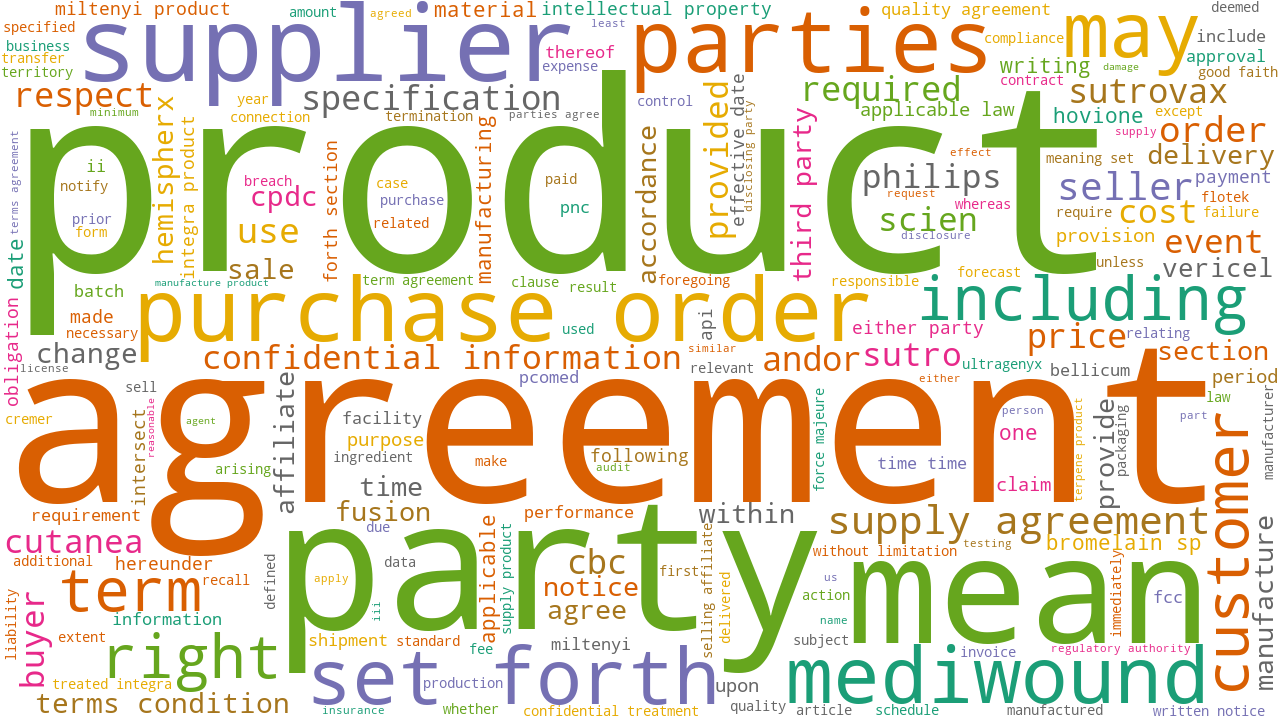 miltenyi product
amount
agreed
material
intellectual property
quality agreement
deemed
specified
supplier
least
parties
compliance
may
include
business
thereof
writing
approval
transfer
expense
territory
contract
damage
good faith
respect
year
specification
control
provided
required
sutrovax
minimum
connection
termination
parties agree
effective date
disclosing party
applicable law
hovione
except
product
hemispherx
integra product
forth section
manufacturing
accordance
third party
effect
supply
order
terms agreement
ii
notify
breach
cpdc
case
purchase
paid
pnc
philips
meaning set
delivery
prior
form
related
request
whereas
seller
payment
flotek
use
scien
disclosure
require
cost
failure
provision
event
date
sale
unless
vericel
manufacture product
term agreement
clause
result
foregoing
responsible
forecast
batch
purchase order
including
obligation
made
necessary
used
api
either party
price
relating
change
confidential information
similar
andor
sutro
section
license
relevant
ultragenyx
bellicum
period
sell
affiliate
pcomed
either
law
agreement
cremer
intersect
reasonable
agent
facility
force majeure
person
terpene product
provide
packaging
part
manufacturer
customer
purpose
one
arising
ingredient
make
following
audit
time time
time
claim
requirement
fusion
performance
within
supply agreement
due
cutanea
party
mean
bromelain sp
additional
hereunder
defined
data
applicable
supply product
cbc
first
selling affiliate
without limitation
testing
immediately
manufacture
term
recall
apply
iii
notice
delivered
us
action
fcc
liability
buyer
information
agree
name
extent
right
shipment
standard
fee
miltenyi
subject
invoice
regulatory authority
treated integra
set forth
production
upon
mediwound
terms condition
insurance
whether
confidential treatment
quality
article
schedule
manufactured
written notice